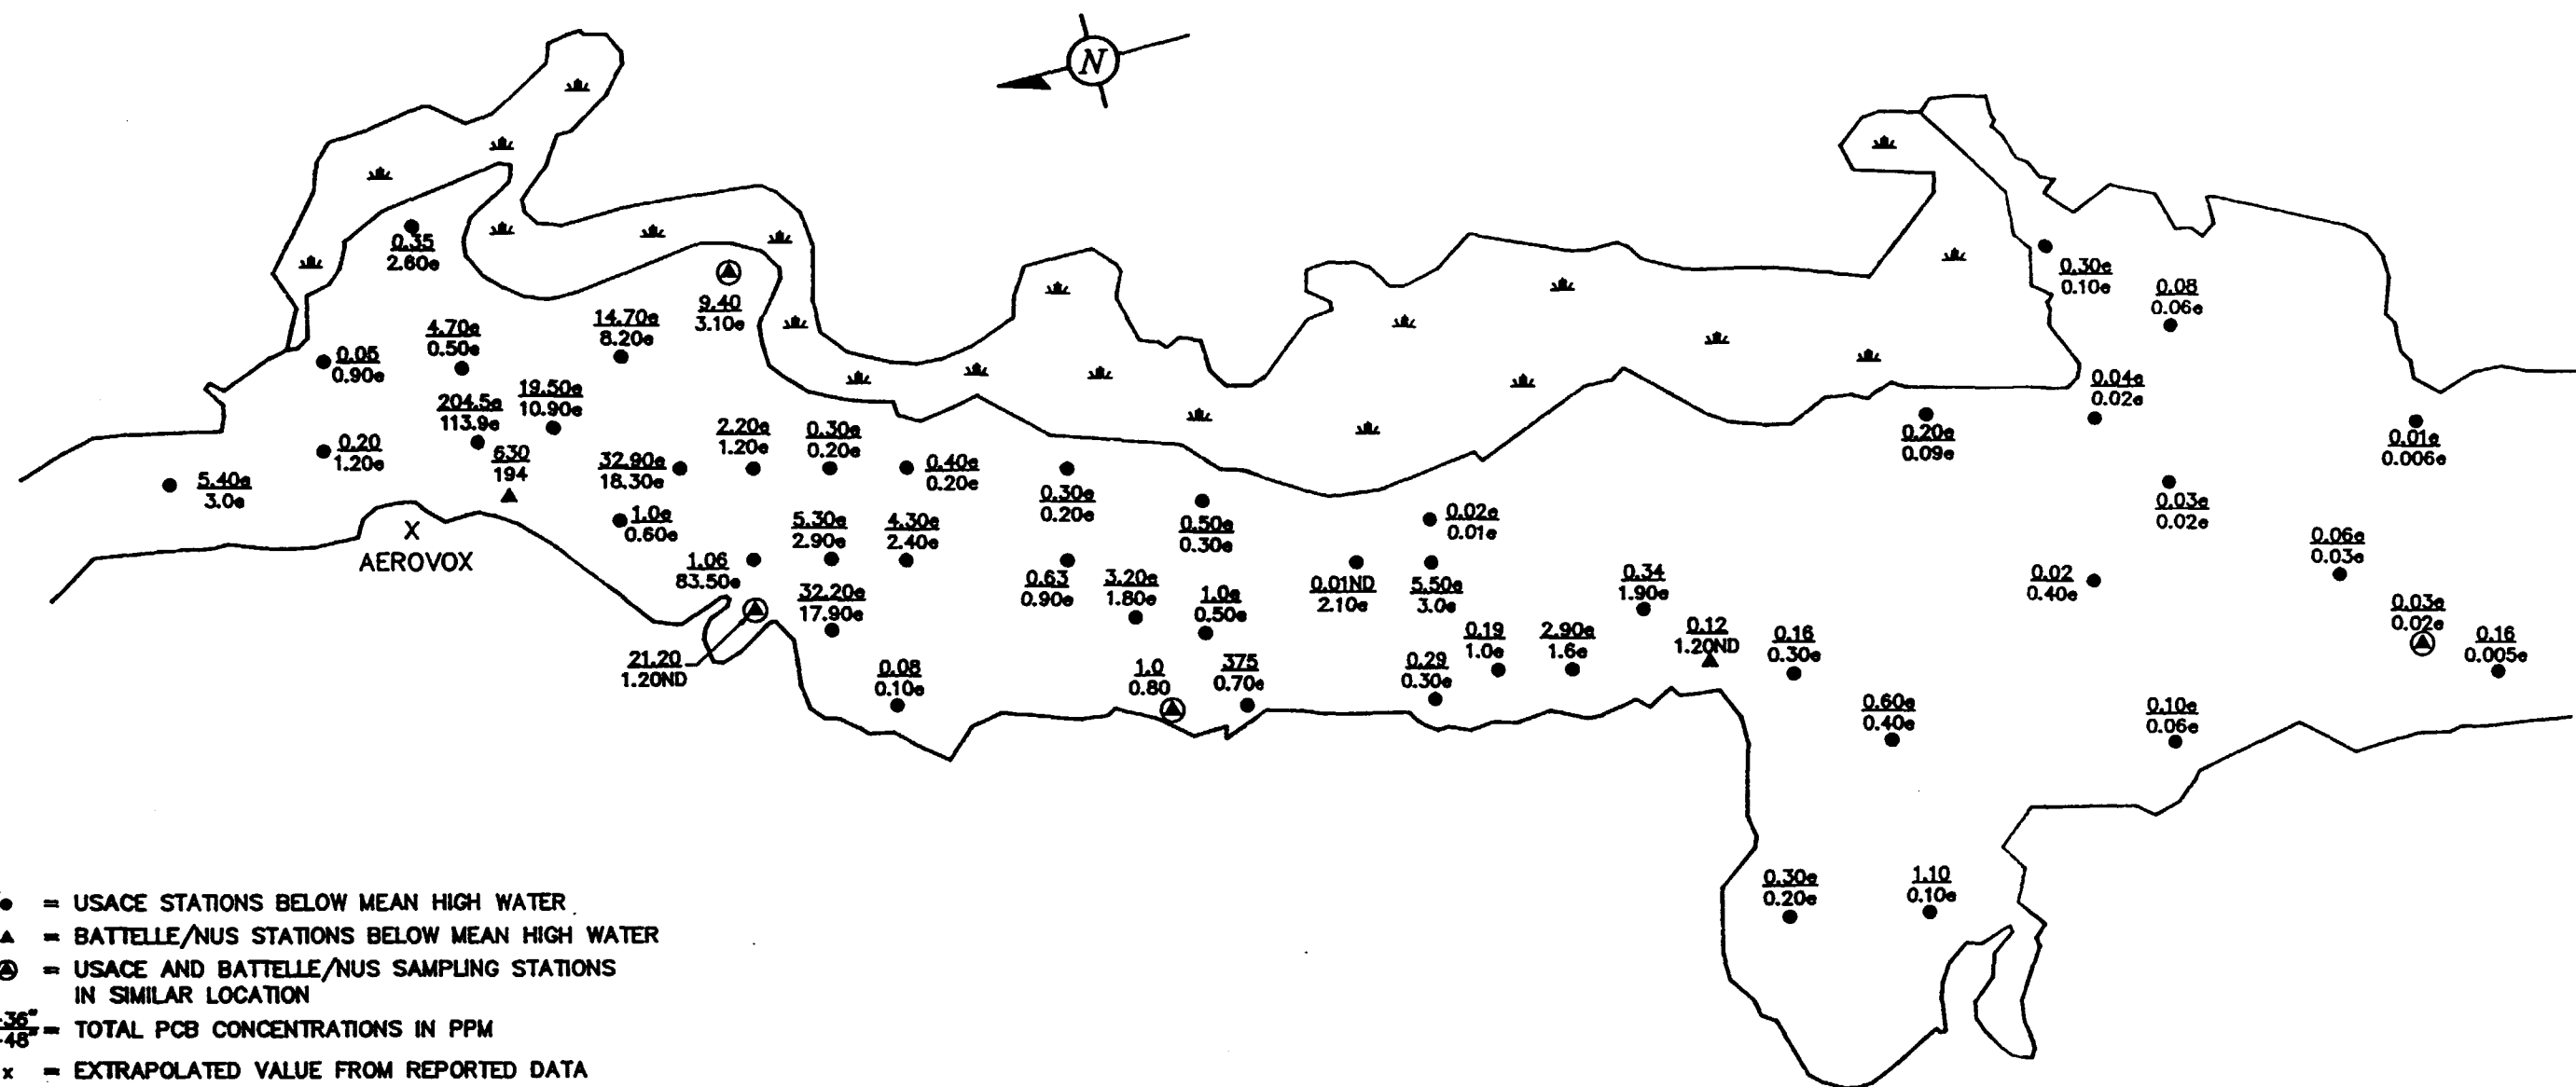 N
0.35
2.60e
9.40
3.10e
0.30e
0.10e
0.08
0.06e
14.70e
8.20e
4.70e
0.50e
0.05
0.90e
0.04e
0.02e
19.50e
10.90e
204.5e
113.9e
2.20e
1.20e
0.30e
0.20e
0.20e
0.09e
0.01e
0.006e
0.20
1.20e
630
194
32.90e
18.30e
0.40e
0.20e
5.40e
3.0e
0.30e
0.20e
0.03e
0.02e
1.0e
0.60e
5.30e
2.90e
4.30e
2.40e
0.50e
0.30e
0.02e
0.01e
X
AEROVOX
1.06
83.50e
0.63
0.90e
3.20e
1.80e
0.01ND
2.10e
5.50e
3.0e
0.34
1.90e
0.02
0.40e
0.06e
0.03e
32.20e
17.90e
1.0e
0.50e
0.03e
0.02e
0.19
1.0e
2.90e
1.6e
0.12
1.20ND
0.16
0.30e
0.16
0.005e
21.20
1.20ND
0.08
0.10e
1.0
0.80
375
0.70e
0.29
0.30e
0.60e
0.40e
0.10e
0.06e
0.30e
0.20e
1.10
0.10e
= USACE STATIONS BELOW MEAN HIGH WATER
= BATTELLE/NUS STATIONS BELOW MEAN HIGH WATER
= USACE AND BATTELLE/NUS SAMPLING STATIONS
IN SIMILAR LOCATION
-36"
-48" = TOTAL PCB CONCENTRATIONS IN PPM
x = EXTRAPOLATED VALUE FROM REPORTED DATA